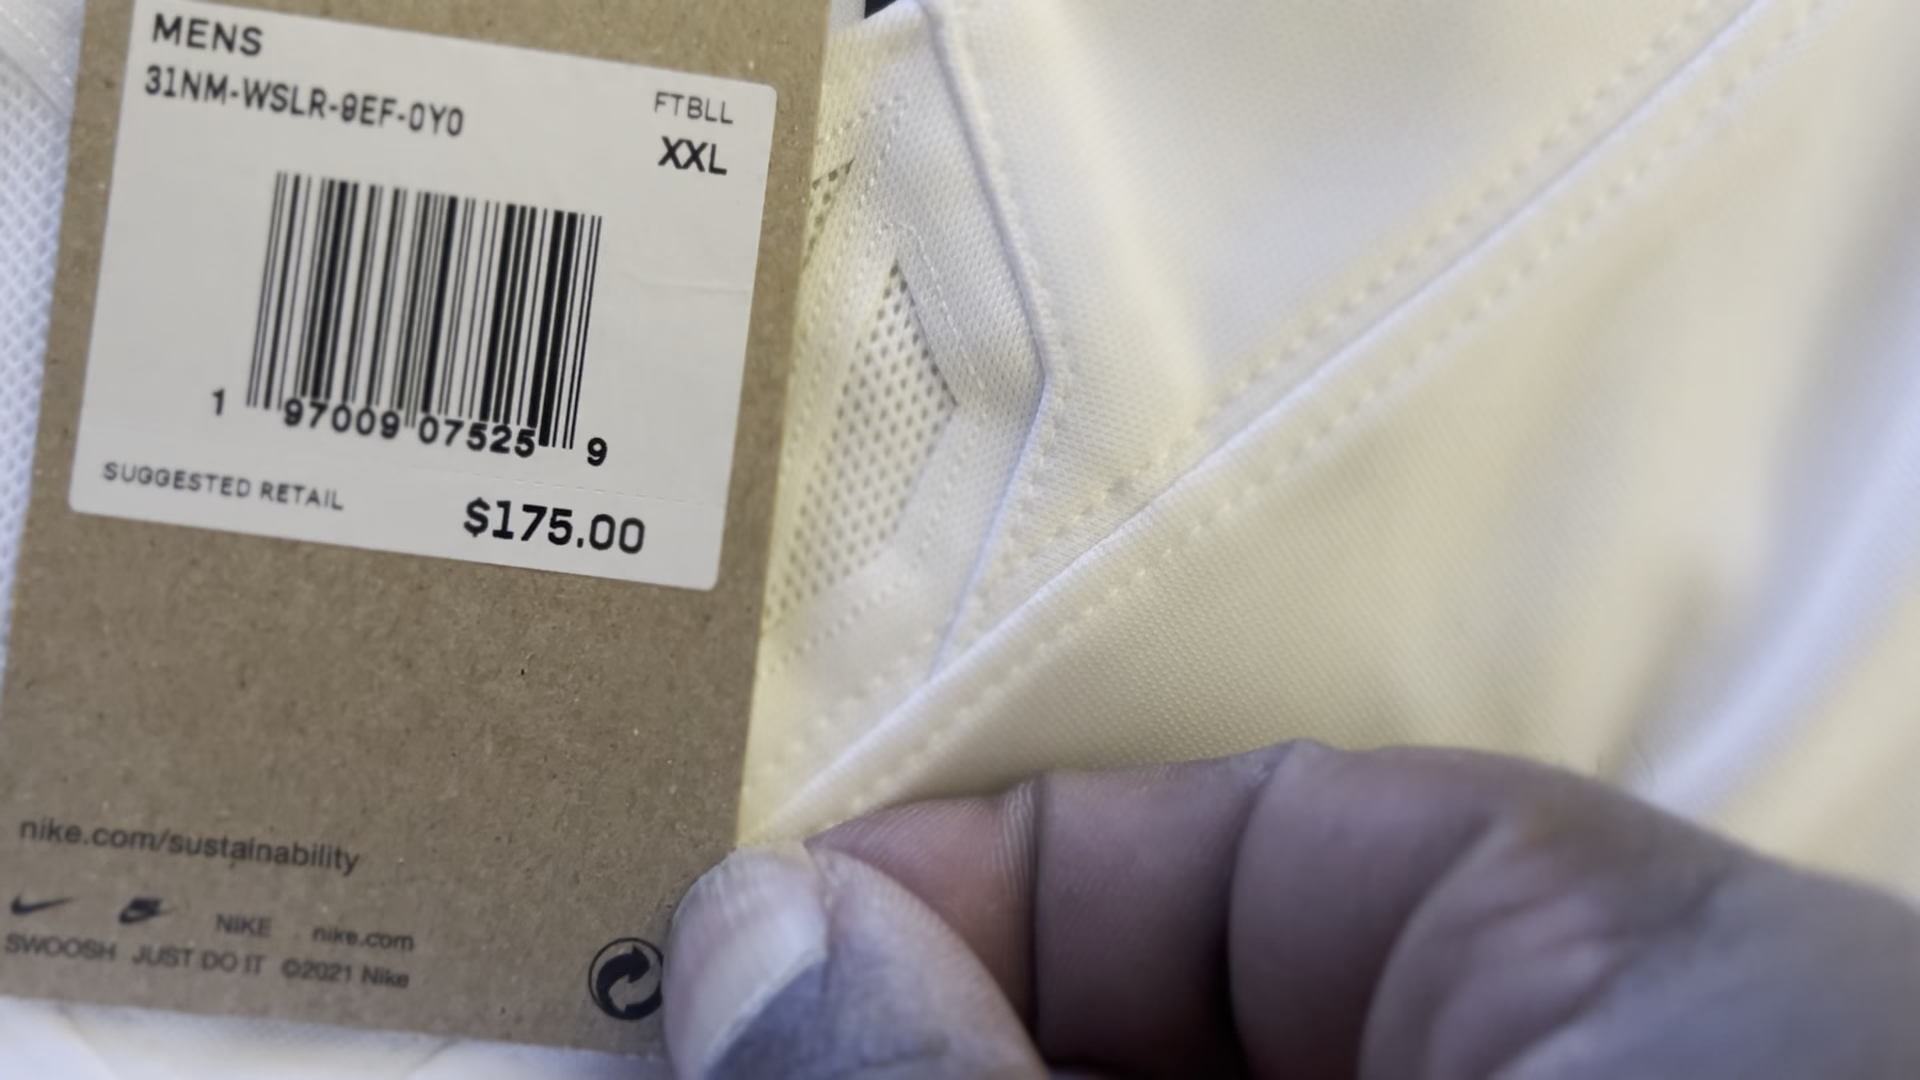 MENS
31NM-WSLR-9EF-0Y0
FTBLL
XXL
1 97009 07525 9
SUGGESTED RETAIL $175.00
nike.com/sustainability
NIKE nike.com
SWOOSH JUST DO IT ©2021 Nike